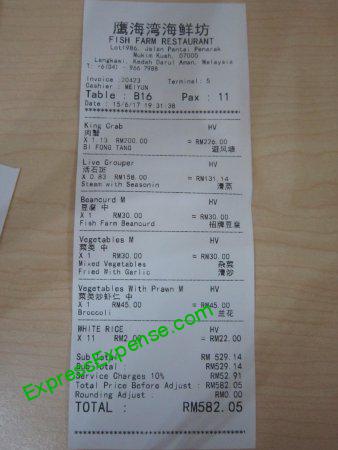 鹰海湾海鲜坊
FISH FARM RESTAURANT
Lot1986, Jalan Pantai Penarak
Mukim Kuah, 07000
Langkawi, Kedah Darul Aman, Malaysia
T: +6(04) - 966 7988
Invoice : 20423 Terminal: 5
Cashier : MEIYUN
Table : B16 Pax : 11
Date : 15/6/17 19:31:38
King Crab HV
肉蟹
X 1.13 RM200.00 = RM226.00
BI FONG TANG 避风塘
Live Grouper HV
活石斑
X 0.83 RM158.00 = RM131.14
Steam with Seasonin 清蒸
Beancurd M HV
豆腐 中
X 1 RM30.00 = RM30.00
Fish Farm Beancurd 招牌豆腐
Vegetables M HV
菜类 中
X 1 RM30.00 = RM30.00
Mixed Vegetables 杂菜
Fried With Garlic 清炒
Vegetables With Prawn M HV
菜类炒虾仁 中
X 1 RM45.00 = RM45.00
Broccoli 兰花
WHITE RICE HV
X 11 RM2.00 = RM22.00
Sub Total RM 529.14
Sub Total : RM529.14
Service Charges 10% RM52.91
Total Price Before Adjust : RM582.05
Rounding Adjust : RM0.00
TOTAL : RM582.05
ExpressExpense.com